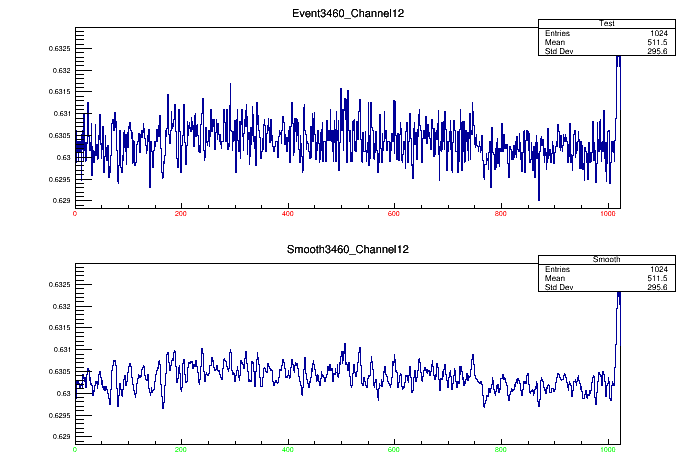 Event3460_Channel12
Test
Entries 1024
Mean 511.5
Std Dev 295.6
0.6325
0.632
0.6315
0.631
0.6305
0.63
0.6295
0.629
0 200 400 600 800 1000
Smooth3460_Channel12
Smooth
Entries 1024
Mean 511.5
Std Dev 295.6
0.6325
0.632
0.6315
0.631
0.6305
0.63
0.6295
0.629
0 200 400 600 800 1000